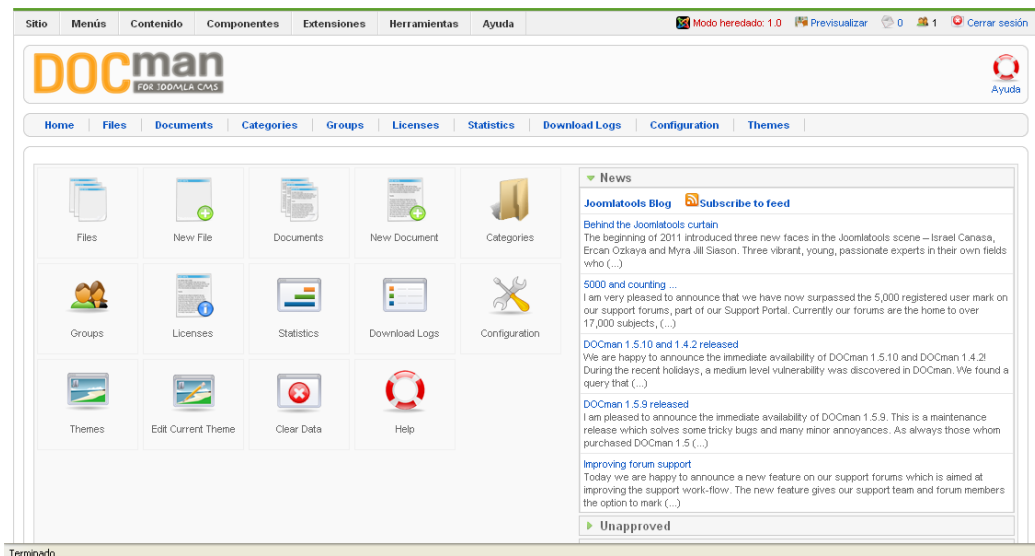 Sitio Menús Contenido Componentes Extensiones Herramientas Ayuda Modo heredado: 1.0 Previsualizar 0 1 Cerrar sesión
DOCman
FOR JOOMLA CMS
Ayuda
Home Files Documents Categories Groups Licenses Statistics Download Logs Configuration Themes
Files New File Documents New Document Categories
Groups Licenses Statistics Download Logs Configuration
Themes Edit Current Theme Clear Data Help
News
Joomlatools Blog Subscribe to feed
Behind the Joomlatools curtain
The beginning of 2011 introduced three new faces in the Joomlatools scene – Israel Canasa,
Ercan Ozkaya and Myra Jill Siason. Three vibrant, young, passionate experts in their own fields
who (...)
5000 and counting ...
I am very pleased to announce that we have now surpassed the 5,000 registered user mark on
our support forums, part of our Support Portal. Currently our forums are the home to over
17,000 subjects, (...)
DOCman 1.5.10 and 1.4.2 released
We are happy to announce the immediate availability of DOCman 1.5.10 and DOCman 1.4.2!
During the recent holidays, a medium level vulnerability was discovered in DOCman. We found a
query that (...)
DOCman 1.5.9 released
I am pleased to announce the immediate availability of DOCman 1.5.9. This is a maintenance
release which solves some tricky bugs and many minor annoyances. As always those whom
purchased DOCman 1.5 (...)
Improving forum support
Today we are happy to announce a new feature on our support forums which is aimed at
improving the support work-flow. The new feature gives our support team and forum members
the option to mark (...)
Unapproved
Terminado